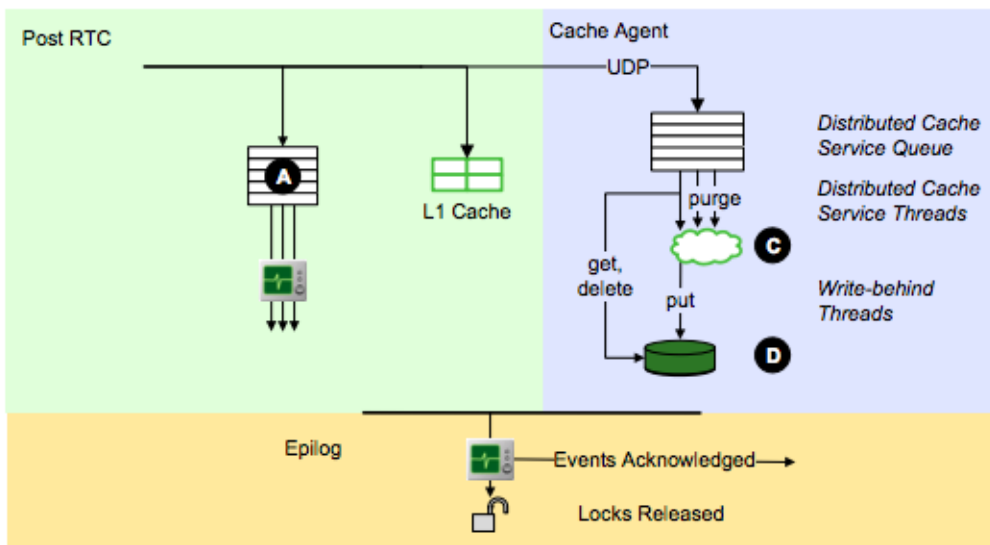 Post RTC
Cache Agent
UDP
A
L1 Cache
Distributed Cache
Service Queue
purge
Distributed Cache
Service Threads
C
get,
delete
put
Write-behind
Threads
D
Epilog
Events Acknowledged
Locks Released